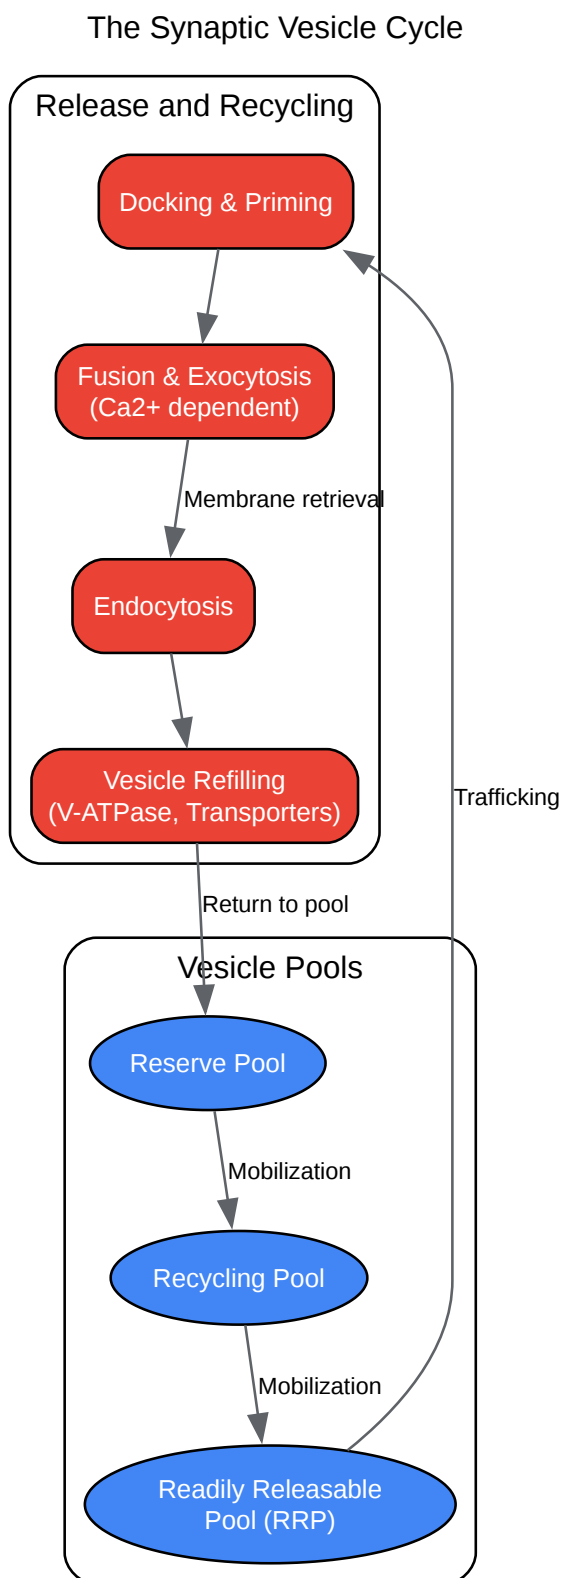 The Synaptic Vesicle Cycle
Release and Recycling
Docking & Priming
Fusion & Exocytosis
(Ca2+ dependent)
Membrane retrieval
Endocytosis
Vesicle Refilling
(V-ATPase, Transporters)
Trafficking
Return to pool
Vesicle Pools
Reserve Pool
Mobilization
Recycling Pool
Mobilization
Readily Releasable
Pool (RRP)